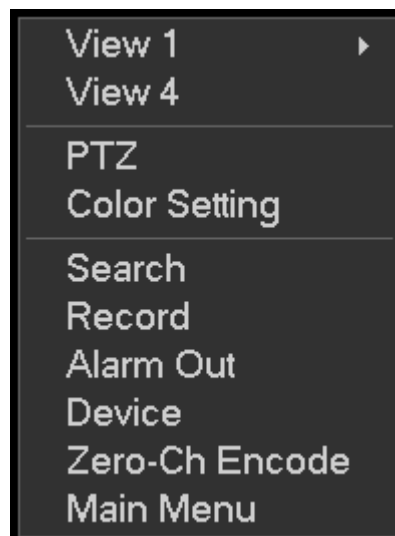 View 1
View 4
PTZ
Color Setting
Search
Record
Alarm Out
Device
Zero-Ch Encode
Main Menu